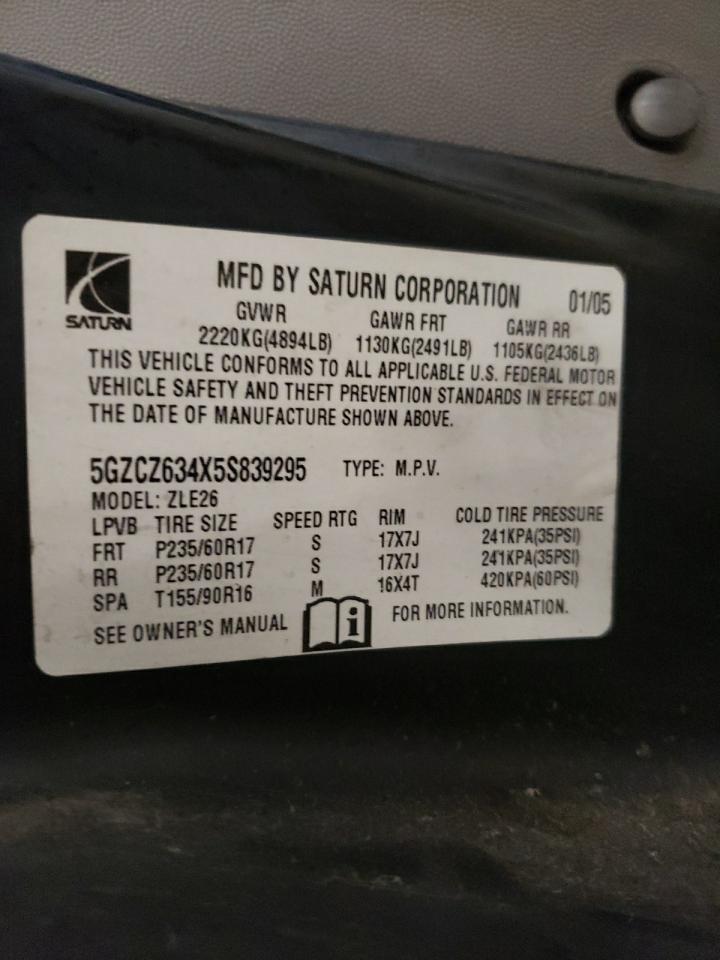 SATURN
MFD BY SATURN CORPORATION 01/05
GVWR GAWR FRT GAWR RR
2220KG(4894LB) 1130KG(2491LB) 1105KG(2436LB)
THIS VEHICLE CONFORMS TO ALL APPLICABLE U.S. FEDERAL MOTOR
VEHICLE SAFETY AND THEFT PREVENTION STANDARDS IN EFFECT ON
THE DATE OF MANUFACTURE SHOWN ABOVE.
5GZCZ634X5S839295 TYPE: M.P.V.
MODEL: ZLE26
LPVB TIRE SIZE SPEED RTG RIM COLD TIRE PRESSURE
FRT P235/60R17 S 17X7J 241KPA(35PSI)
RR P235/60R17 S 17X7J 241KPA(35PSI)
SPA T155/90R16 M 16X4T 420KPA(60PSI)
SEE OWNER'S MANUAL i FOR MORE INFORMATION.